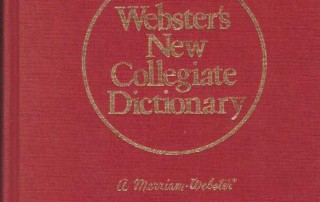 Webster's
New
Collegiate
Dictionary
a Merriam-Webster®